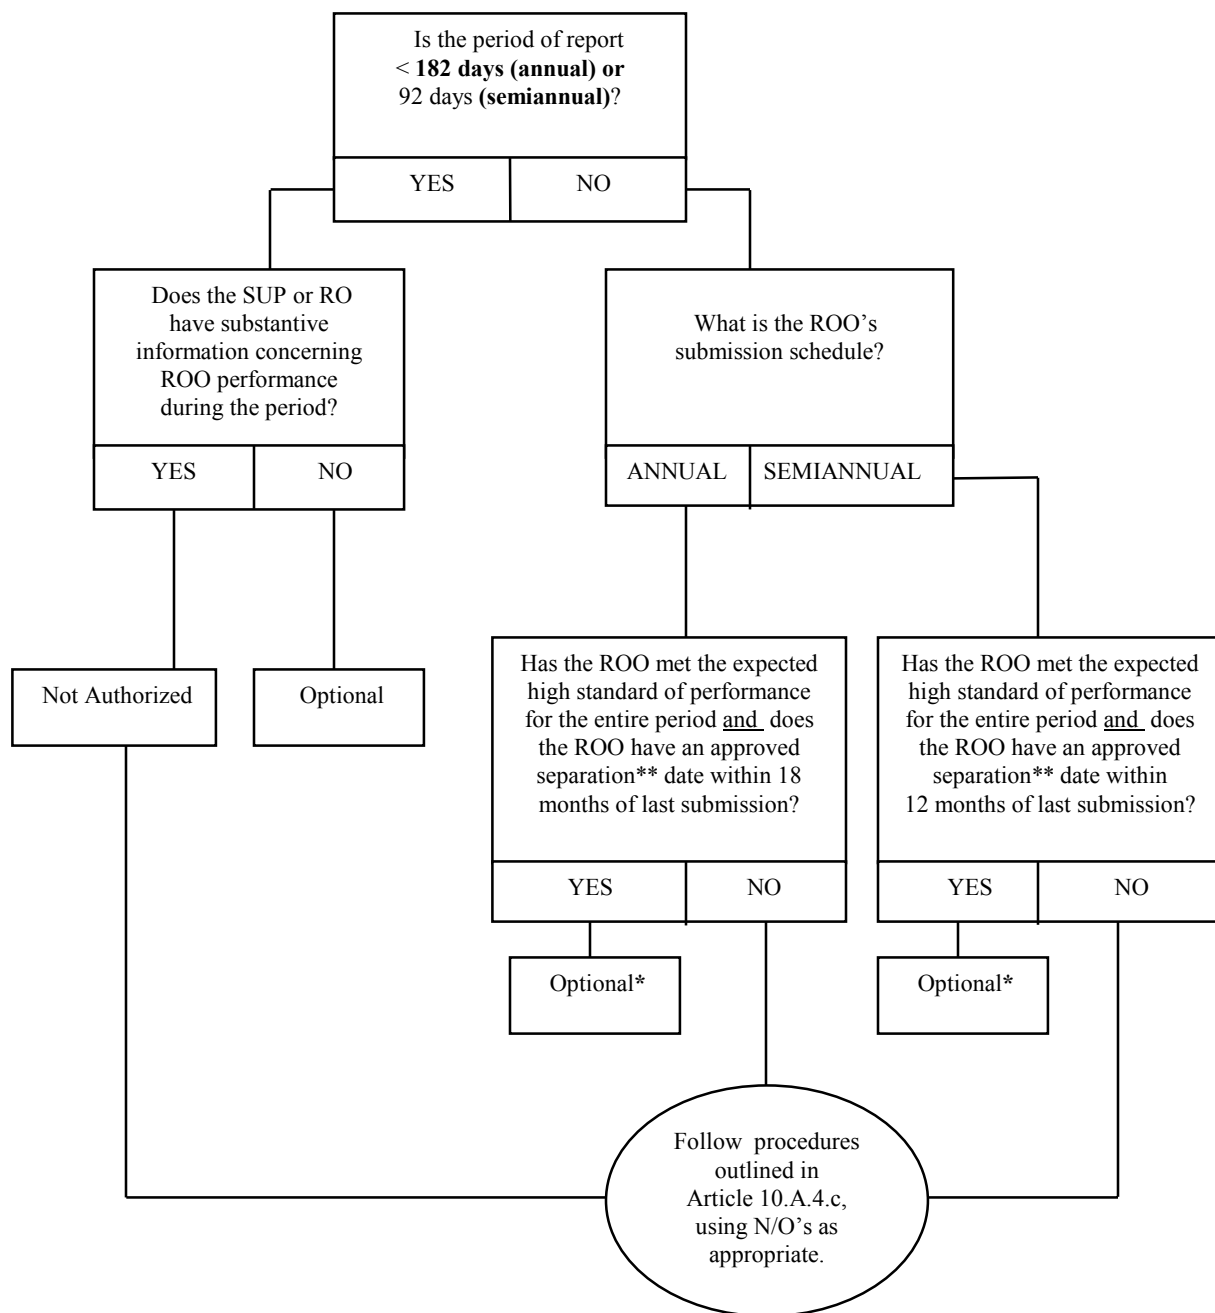 Is the period of report
< 182 days (annual) or
92 days (semiannual)?
YES
NO
Does the SUP or RO
have substantive
information concerning
ROO performance
during the period?
YES
NO
What is the ROO’s
submission schedule?
ANNUAL
SEMIANNUAL
Not Authorized
Optional
Has the ROO met the expected
high standard of performance
for the entire period and does
the ROO have an approved
separation** date within 18
months of last submission?
YES
NO
Has the ROO met the expected
high standard of performance
for the entire period and does
the ROO have an approved
separation** date within
12 months of last submission?
YES
NO
Optional*
Optional*
Follow procedures
outlined in
Article 10.A.4.c,
using N/O’s as
appropriate.